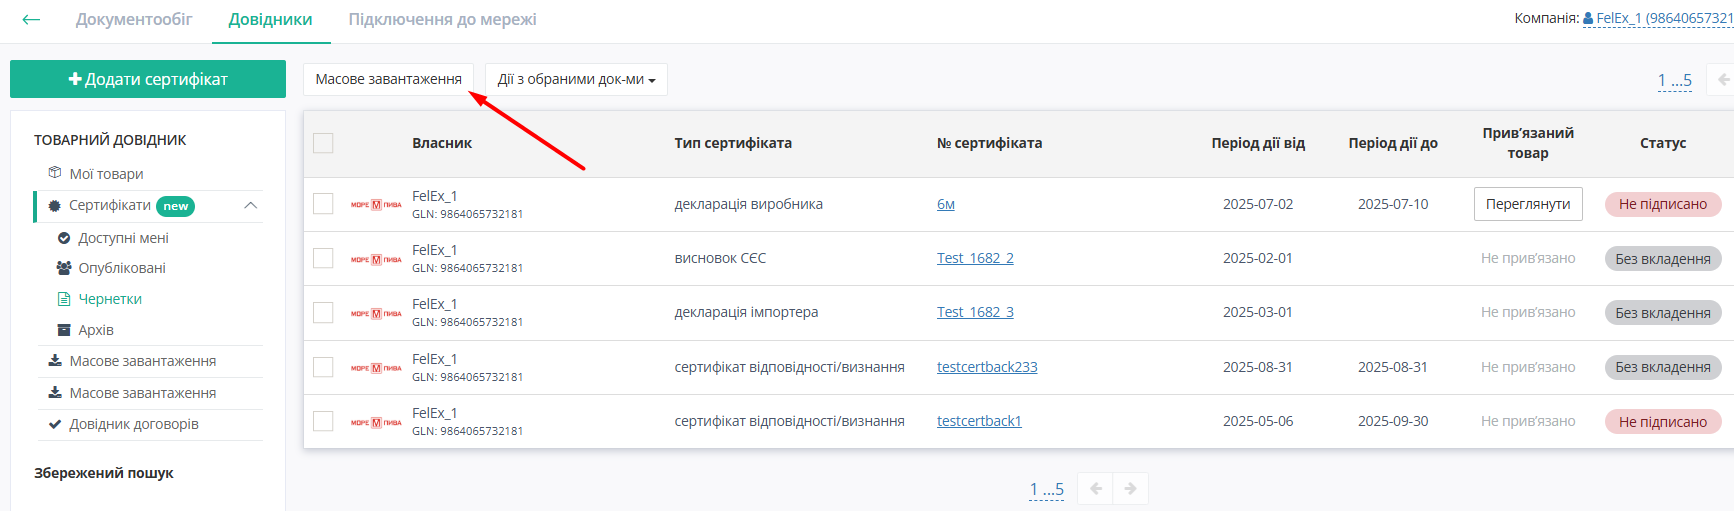 Документообіг Довідники Підключення до мережі Компанія: FelEx_1 (98640657321
Додати сертифікат Масове завантаження Дії з обраними док-ми 1 ...5
ТОВАРНИЙ ДОВІДНИК
Мої товари
Сертифікати new
Доступні мені
Опубліковані
Чернетки
Архів
Масове завантаження
Масове завантаження
Довідник договорів
Збережений пошук
Власник Тип сертифіката № сертифіката Період дії від Період дії до Прив’язаний товар Статус
МОРЕ М ПИВА FelEx_1 GLN: 9864065732181 декларація виробника 6м 2025-07-02 2025-07-10 Переглянути Не підписано
МОРЕ М ПИВА FelEx_1 GLN: 9864065732181 висновок СЄС Test_1682_2 2025-02-01 Не прив’язано Без вкладення
МОРЕ М ПИВА FelEx_1 GLN: 9864065732181 декларація імпортера Test_1682_3 2025-03-01 Не прив’язано Без вкладення
МОРЕ М ПИВА FelEx_1 GLN: 9864065732181 сертифікат відповідності/визнання testcertback233 2025-08-31 2025-08-31 Не прив’язано Без вкладення
МОРЕ М ПИВА FelEx_1 GLN: 9864065732181 сертифікат відповідності/визнання testcertback1 2025-05-06 2025-09-30 Не прив’язано Не підписано
1 ...5